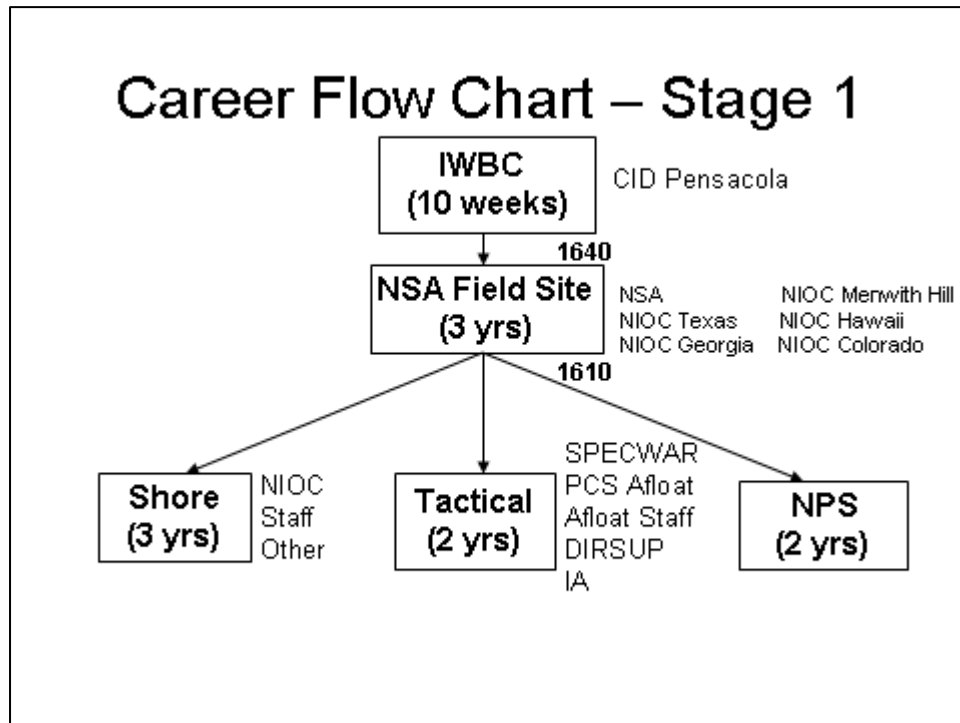 Career Flow Chart – Stage 1
IWBC
(10 weeks)
CID Pensacola
1640
NSA Field Site
(3 yrs)
NSA
NIOC Texas
NIOC Georgia
NIOC Menwith Hill
NIOC Hawaii
NIOC Colorado
1610
Shore
(3 yrs)
NIOC
Staff
Other
Tactical
(2 yrs)
SPECWAR
PCS Afloat
Afloat Staff
DIRSUP
IA
NPS
(2 yrs)